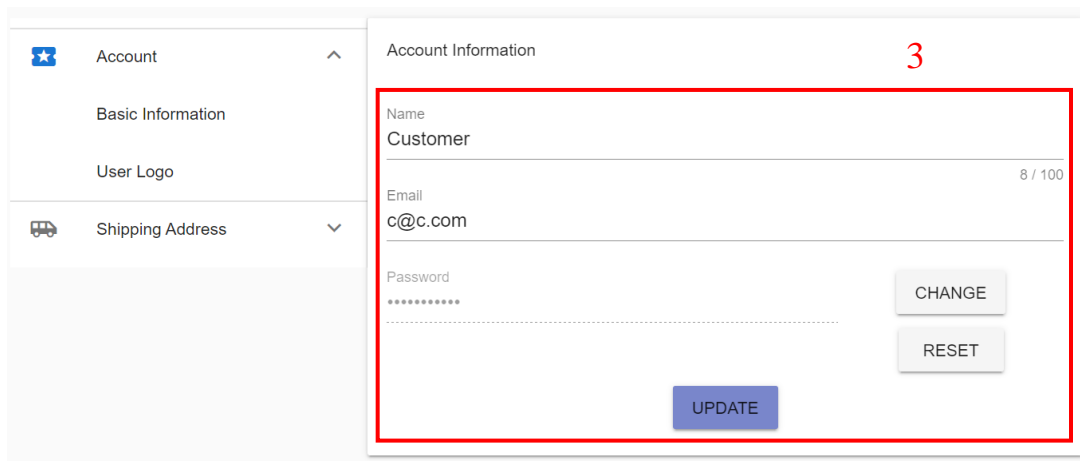 Account
Basic Information
User Logo
Shipping Address
Account Information
3
Name
Customer
8 / 100
Email
c@c.com
Password
•••••••••••
CHANGE
RESET
UPDATE